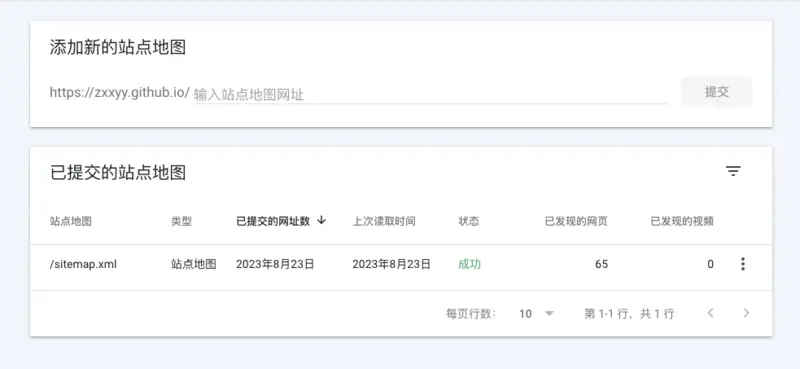 添加新的站点地图
https://zxxyy.github.io/ 输入站点地图网址 提交
已提交的站点地图
站点地图 类型 已提交的网址数 上次读取时间 状态 已发现的网页 已发现的视频
/sitemap.xml 站点地图 2023年8月23日 2023年8月23日 成功 65 0
每页行数: 10 第 1-1 行，共 1 行